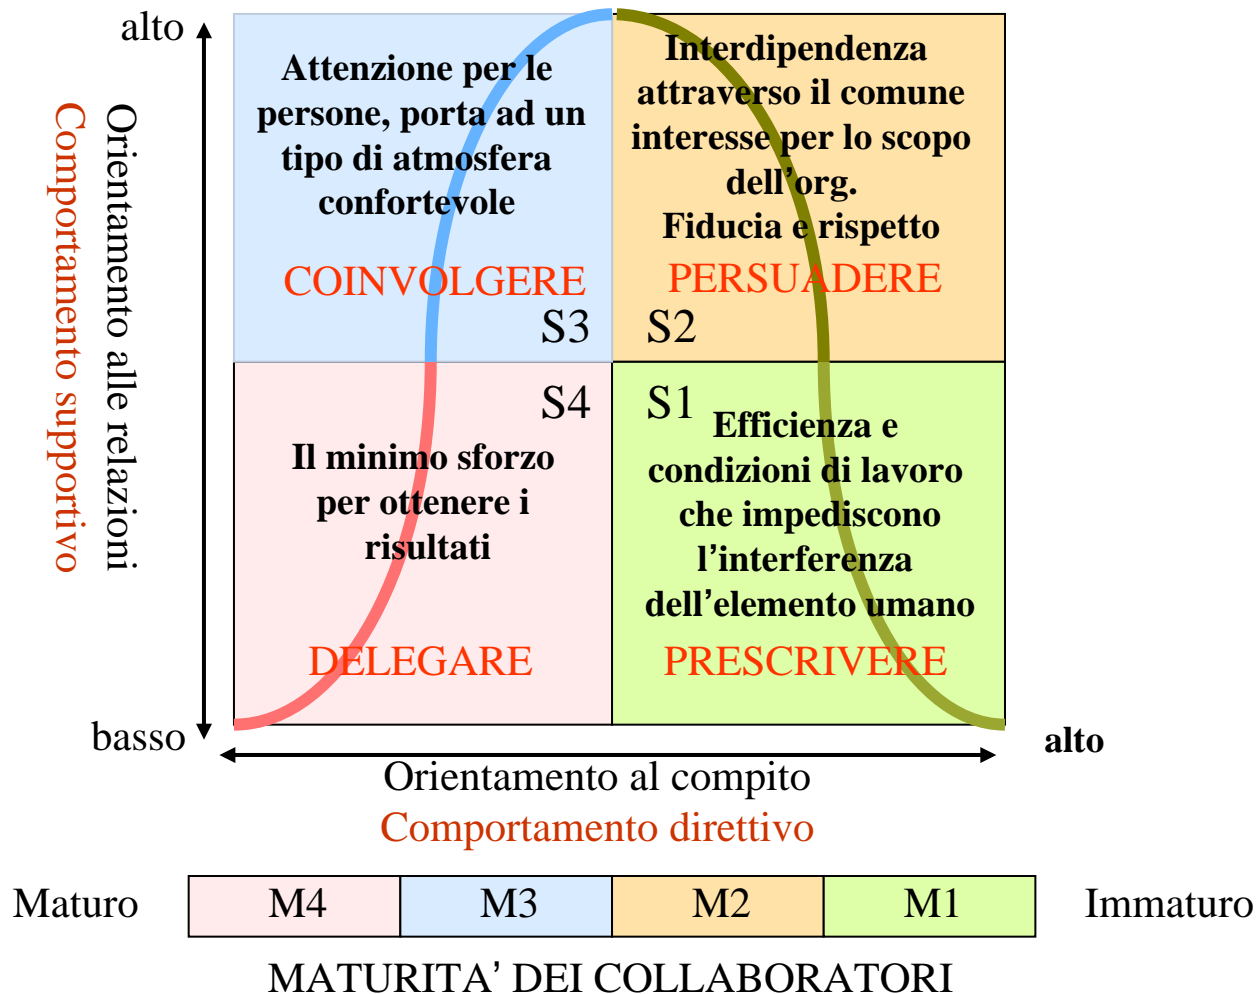 alto
Orientamento alle relazioni
Comportamento supportivo
Attenzione per le
persone, porta ad un
tipo di atmosfera
confortevole
COINVOLGERE
S3
Interdipendenza
attraverso il comune
interesse per lo scopo
dell’org.
Fiducia e rispetto
PERSUADERE
S2
S4
Il minimo sforzo
per ottenere i
risultati
DELEGARE
S1
Efficienza e
condizioni di lavoro
che impediscono
l’interferenza
dell’elemento umano
PRESCRIVERE
basso
alto
Orientamento al compito
Comportamento direttivo
Maturo
M4
M3
M2
M1
Immaturo
MATURITA’ DEI COLLABORATORI